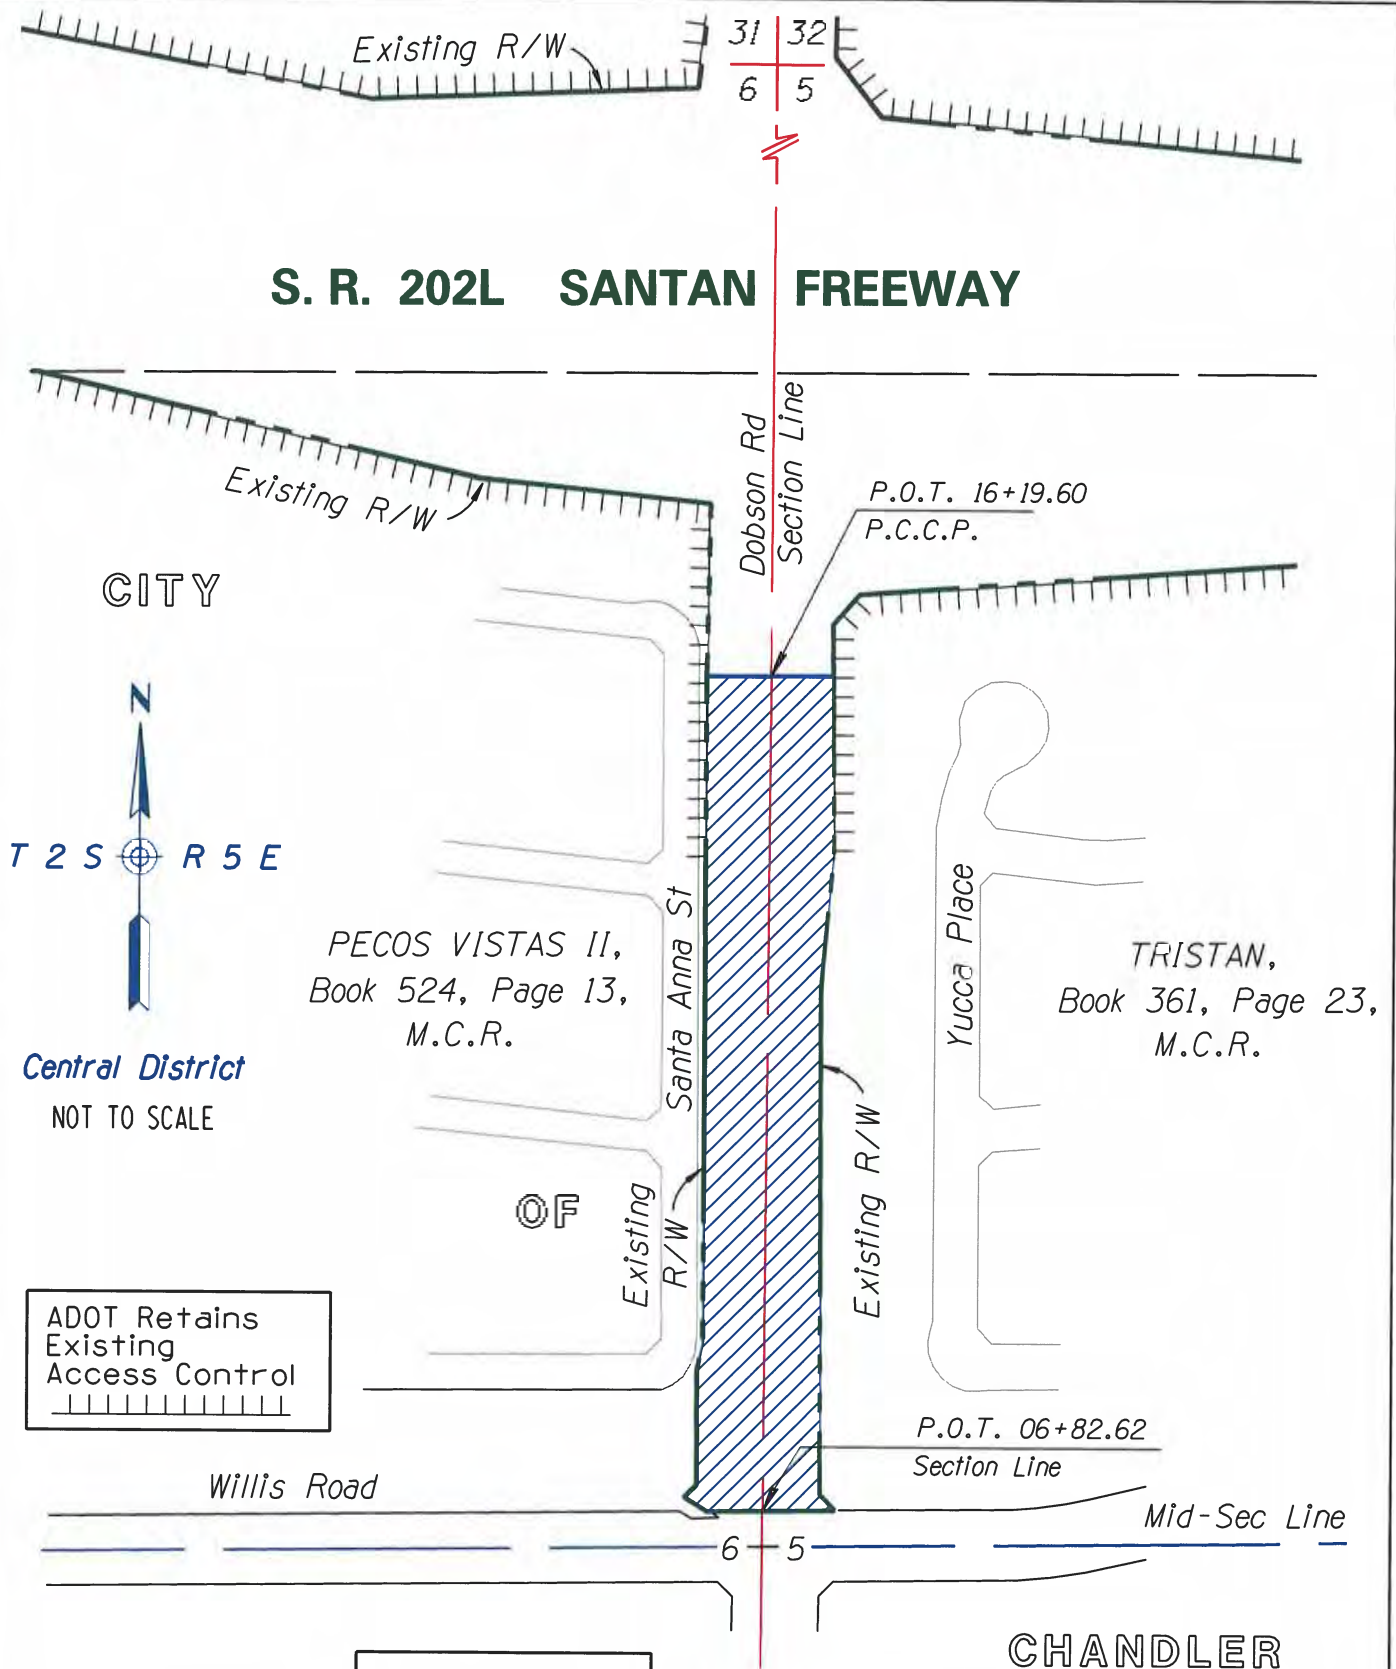 Existing R/W
31 32
6 5
S. R. 202L SANTAN FREEWAY
Dobson Rd
Section Line
Existing R/W
P.O.T. 16+19.60
P.C.C.P.
CITY
N
T 2 S R 5 E
Central District
NOT TO SCALE
PECOS VISTAS II,
Book 524, Page 13,
M.C.R.
Santa Anna St
Yucca Place
TRISTAN,
Book 361, Page 23,
M.C.R.
OF
Existing
R/W
Existing R/W
ADOT Retains
Existing
Access Control
P.O.T. 06+82.62
Section Line
Willis Road
Mid-Sec Line
6 5
CHANDLER